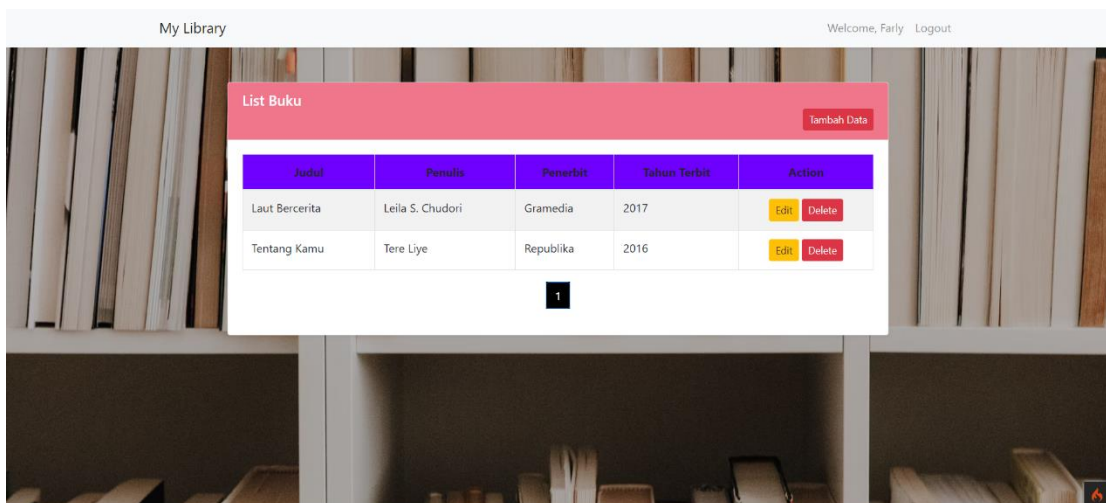 My Library Welcome, Farly Logout
List Buku
Tambah Data
Judul Penulis Penerbit Tahun Terbit Action
Laut Bercerita Leila S. Chudori Gramedia 2017 Edit Delete
Tentang Kamu Tere Liye Republika 2016 Edit Delete
1